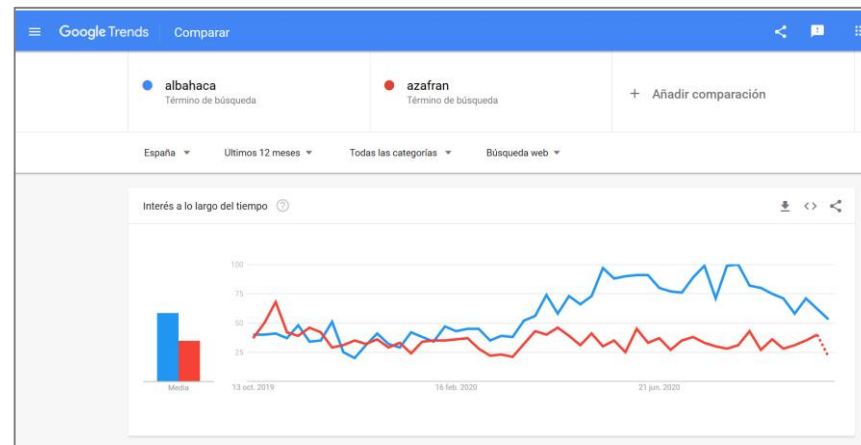 Google Trends Comparar
albahaca
Término de búsqueda
azafran
Término de búsqueda
+ Añadir comparación
España
Ultimos 12 meses
Todas las categorías
Búsqueda web
Interés a lo largo del tiempo
100
75
50
25
Media
13 oct. 2019
16 feb. 2020
21 jun. 2020